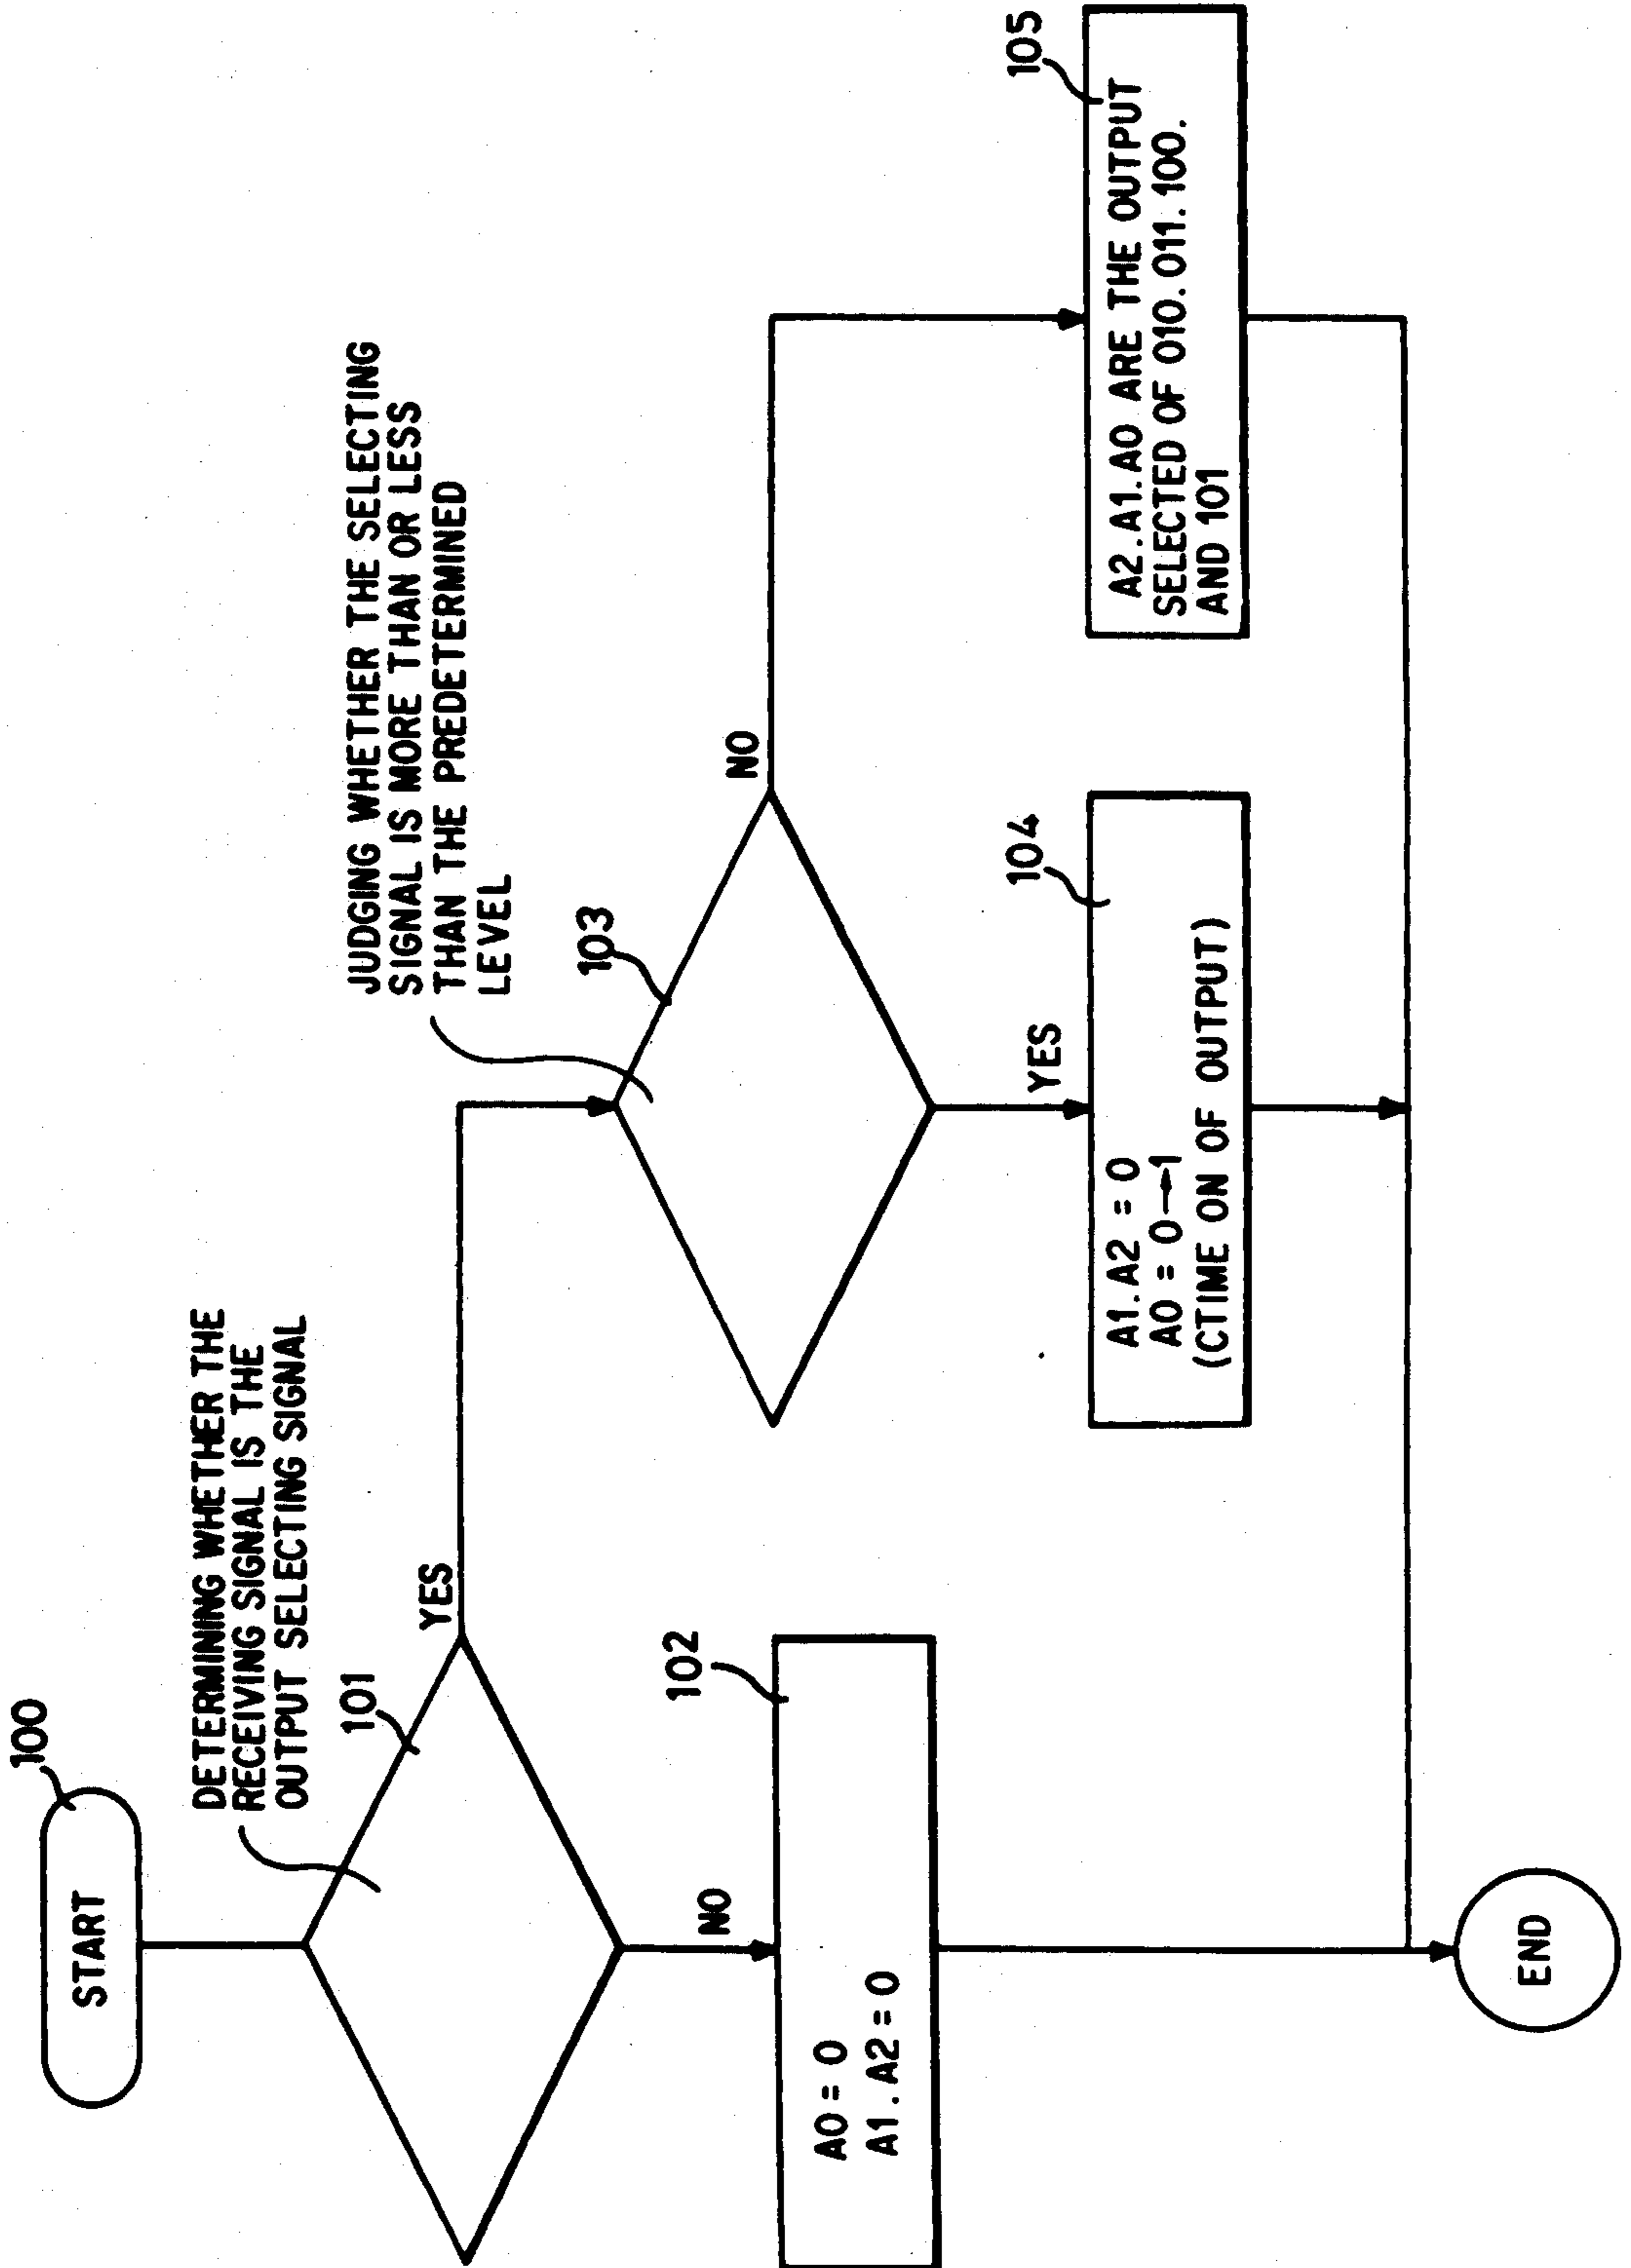 100
START
DETERMINING WHETHER THE
RECEIVING SIGNAL IS THE
OUTPUT SELECTING SIGNAL
101
YES
NO
102
A0 = 0
A1. A2 = 0
JUDGING WHETHER THE SELECTING
SIGNAL IS MORE THAN OR LESS
THAN THE PREDETERMINED
LEVEL
103
NO
YES
104
A1. A2 = 0
A0 = 0→1
(CTIME ON OF OUTPUT)
105
A2.A1.A0 ARE THE OUTPUT
SELECTED OF 010.011.100.
AND 101
END